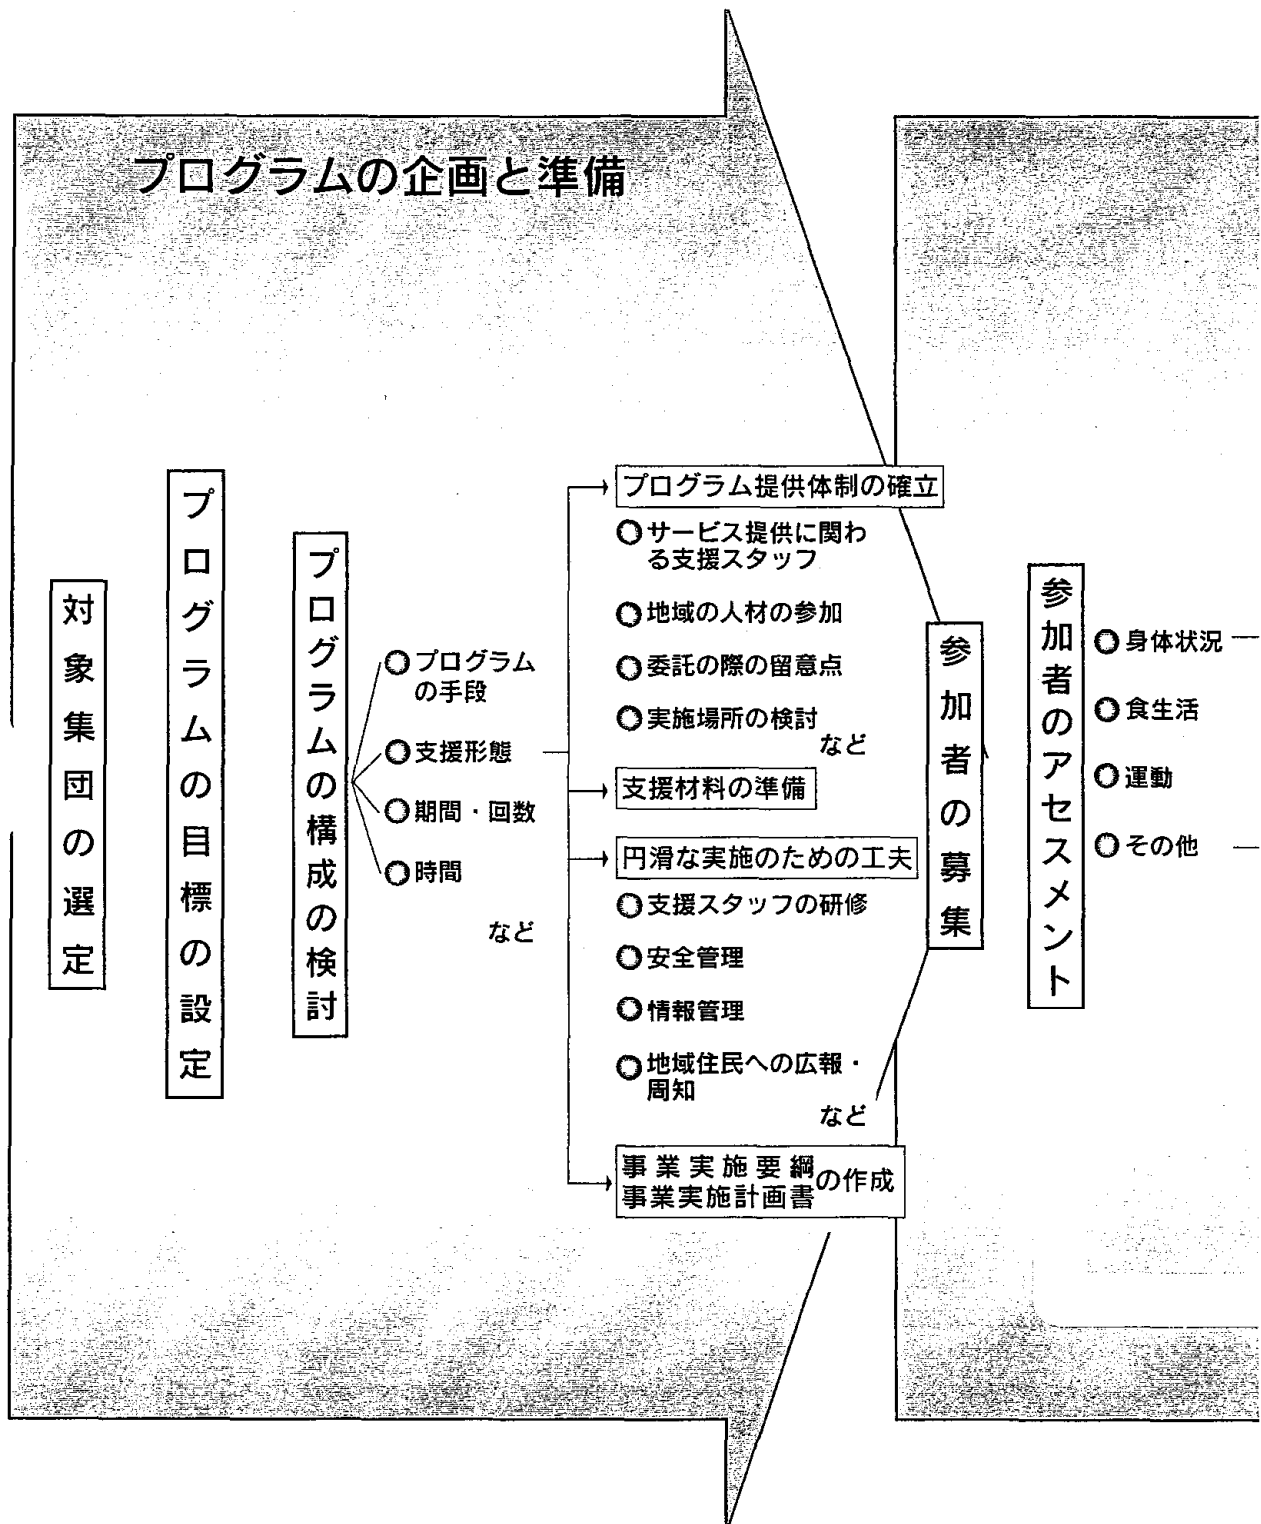 プログラムの企画と準備
対象集団の選定
プログラムの目標の設定
プログラムの構成の検討
プログラム
の手段
支援形態
期間・回数
時間
など
プログラム提供体制の確立
サービス提供に関わ
る支援スタッフ
地域の人材の参加
委託の際の留意点
実施場所の検討
など
支援材料の準備
円滑な実施のための工夫
支援スタッフの研修
安全管理
情報管理
地域住民への広報・
周知
など
事業実施要綱
事業実施計画書
の作成
参加者の募集
参加者のアセスメント
身体状況
食生活
運動
その他